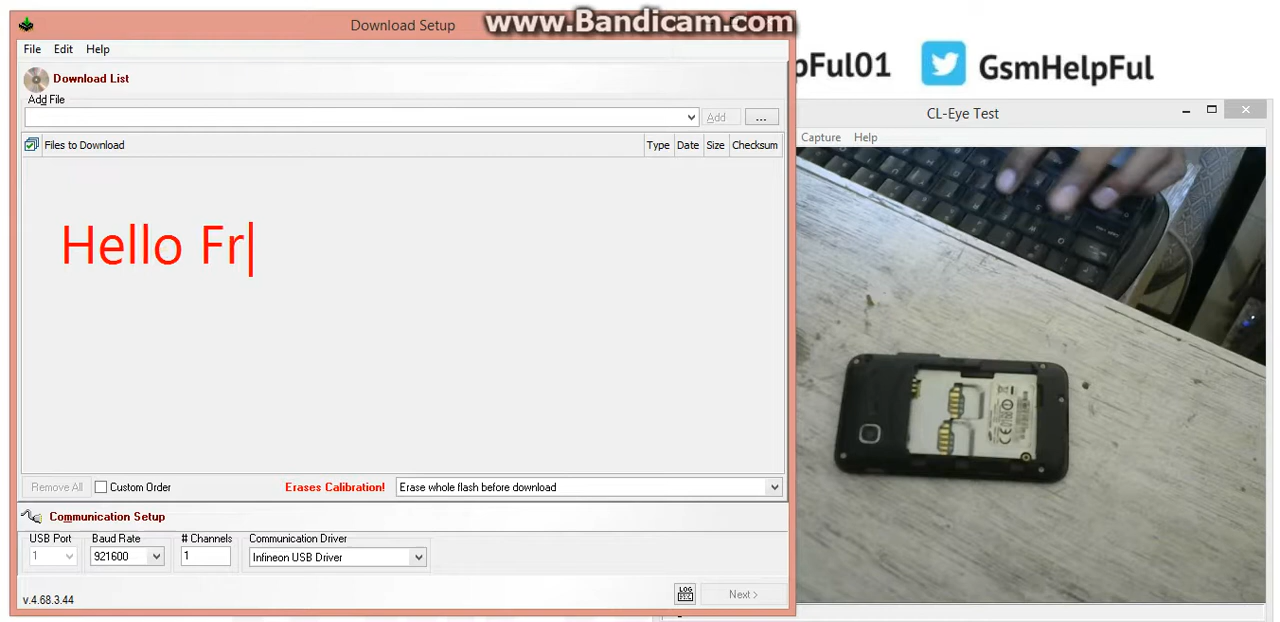 www.Bandicam.com
Download Setup
File Edit Help
Download List
Add File
Add ...
Files to Download Type Date Size Checksum
Hello Fr
Remove All Custom Order Erases Calibration! Erase whole flash before download
Communication Setup
USB Port Baud Rate # Channels Communication Driver
1 921600 1 Infineon USB Driver
v.4.68.3.44 LOG REC Next >
pFul01 GsmHelpFul
CL-Eye Test
Capture Help